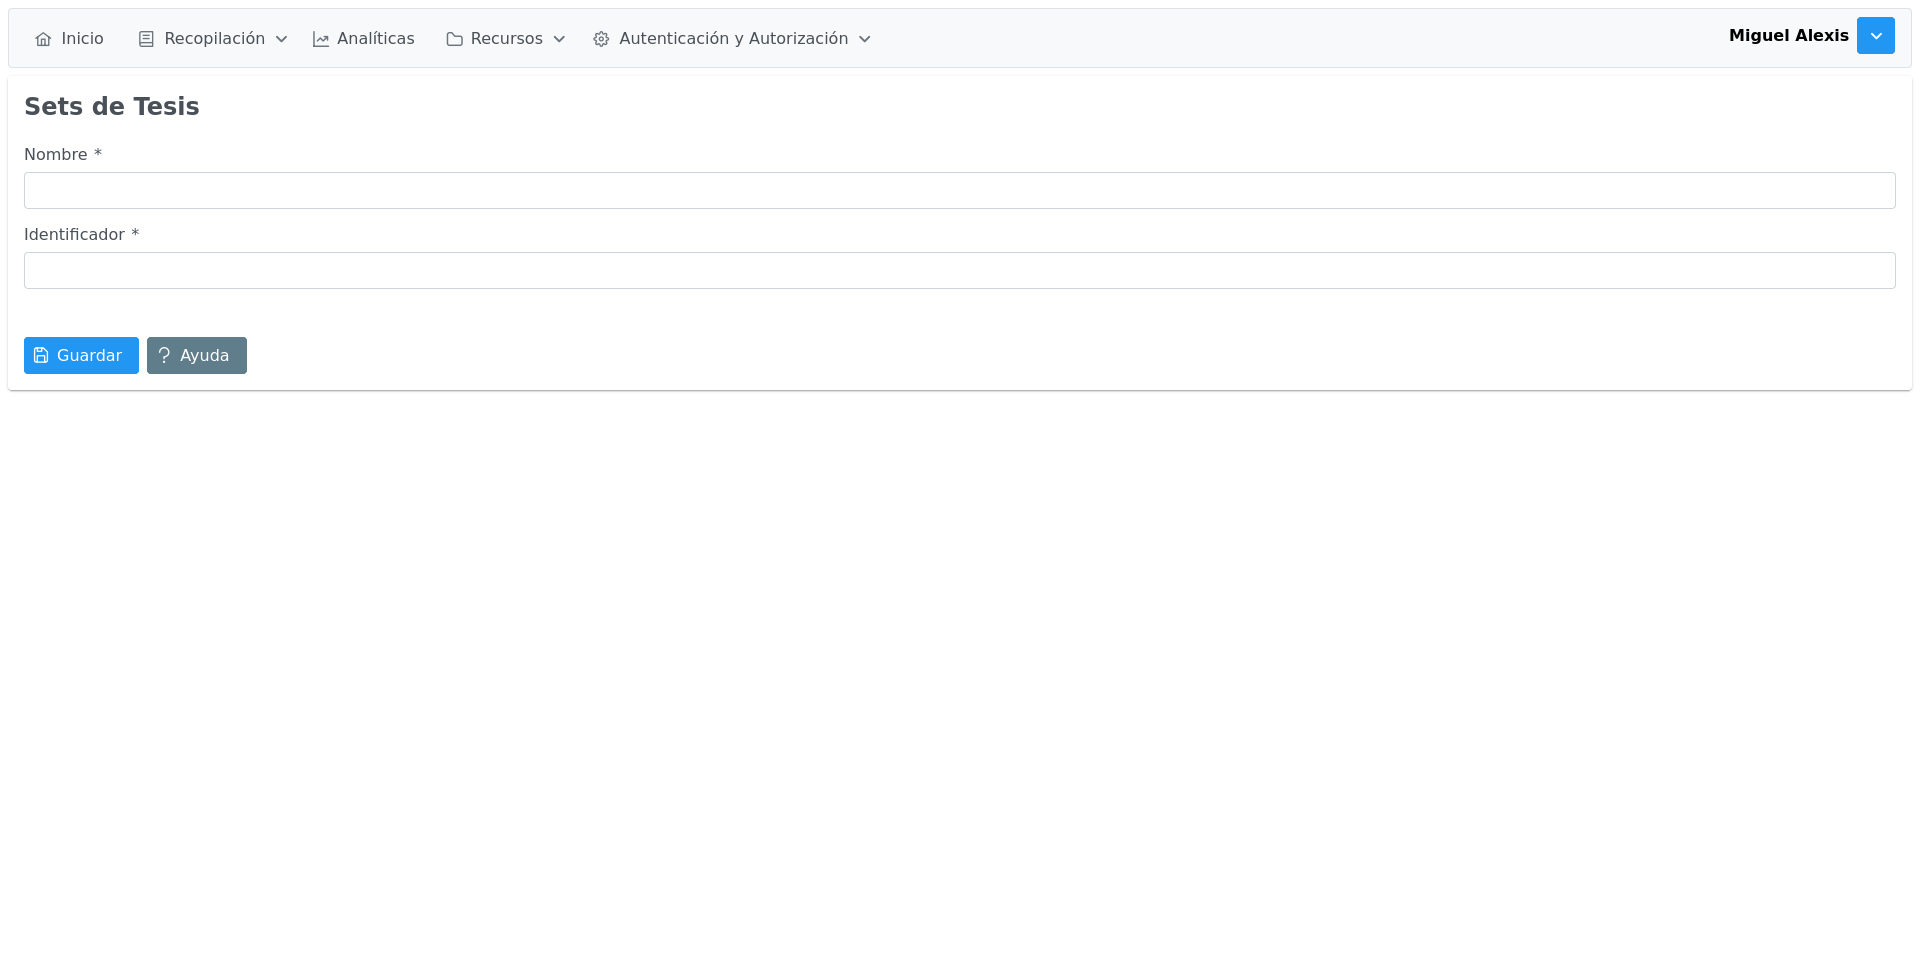 Inicio Recopilación Analíticas Recursos Autenticación y Autorización Miguel Alexis
Sets de Tesis
Nombre *
Identificador *
Guardar Ayuda